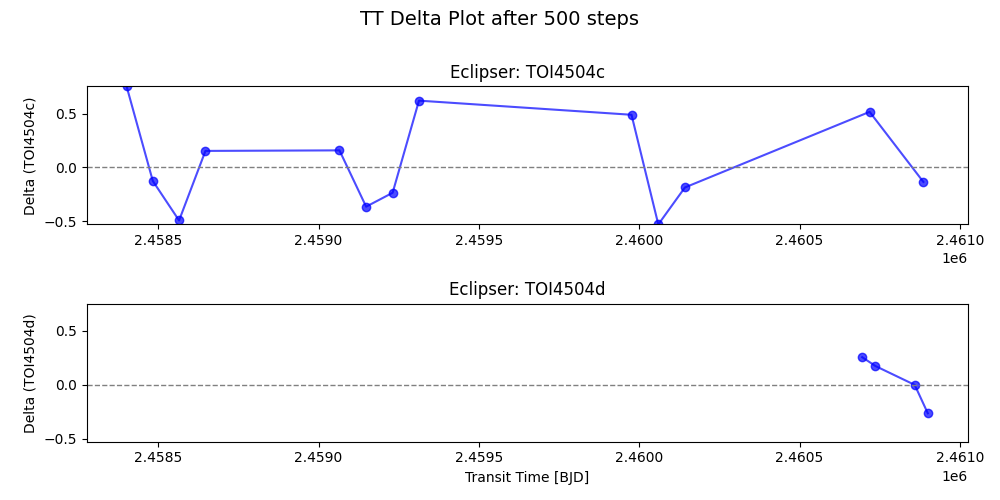 TT Delta Plot after 500 steps
Eclipser: TOI4504c
Delta (TOI4504c)
0.5
0.0
−0.5
2.4585 2.4590 2.4595 2.4600 2.4605 2.4610
1e6
Eclipser: TOI4504d
Delta (TOI4504d)
0.5
0.0
−0.5
2.4585 2.4590 2.4595 2.4600 2.4605 2.4610
1e6
Transit Time [BJD]